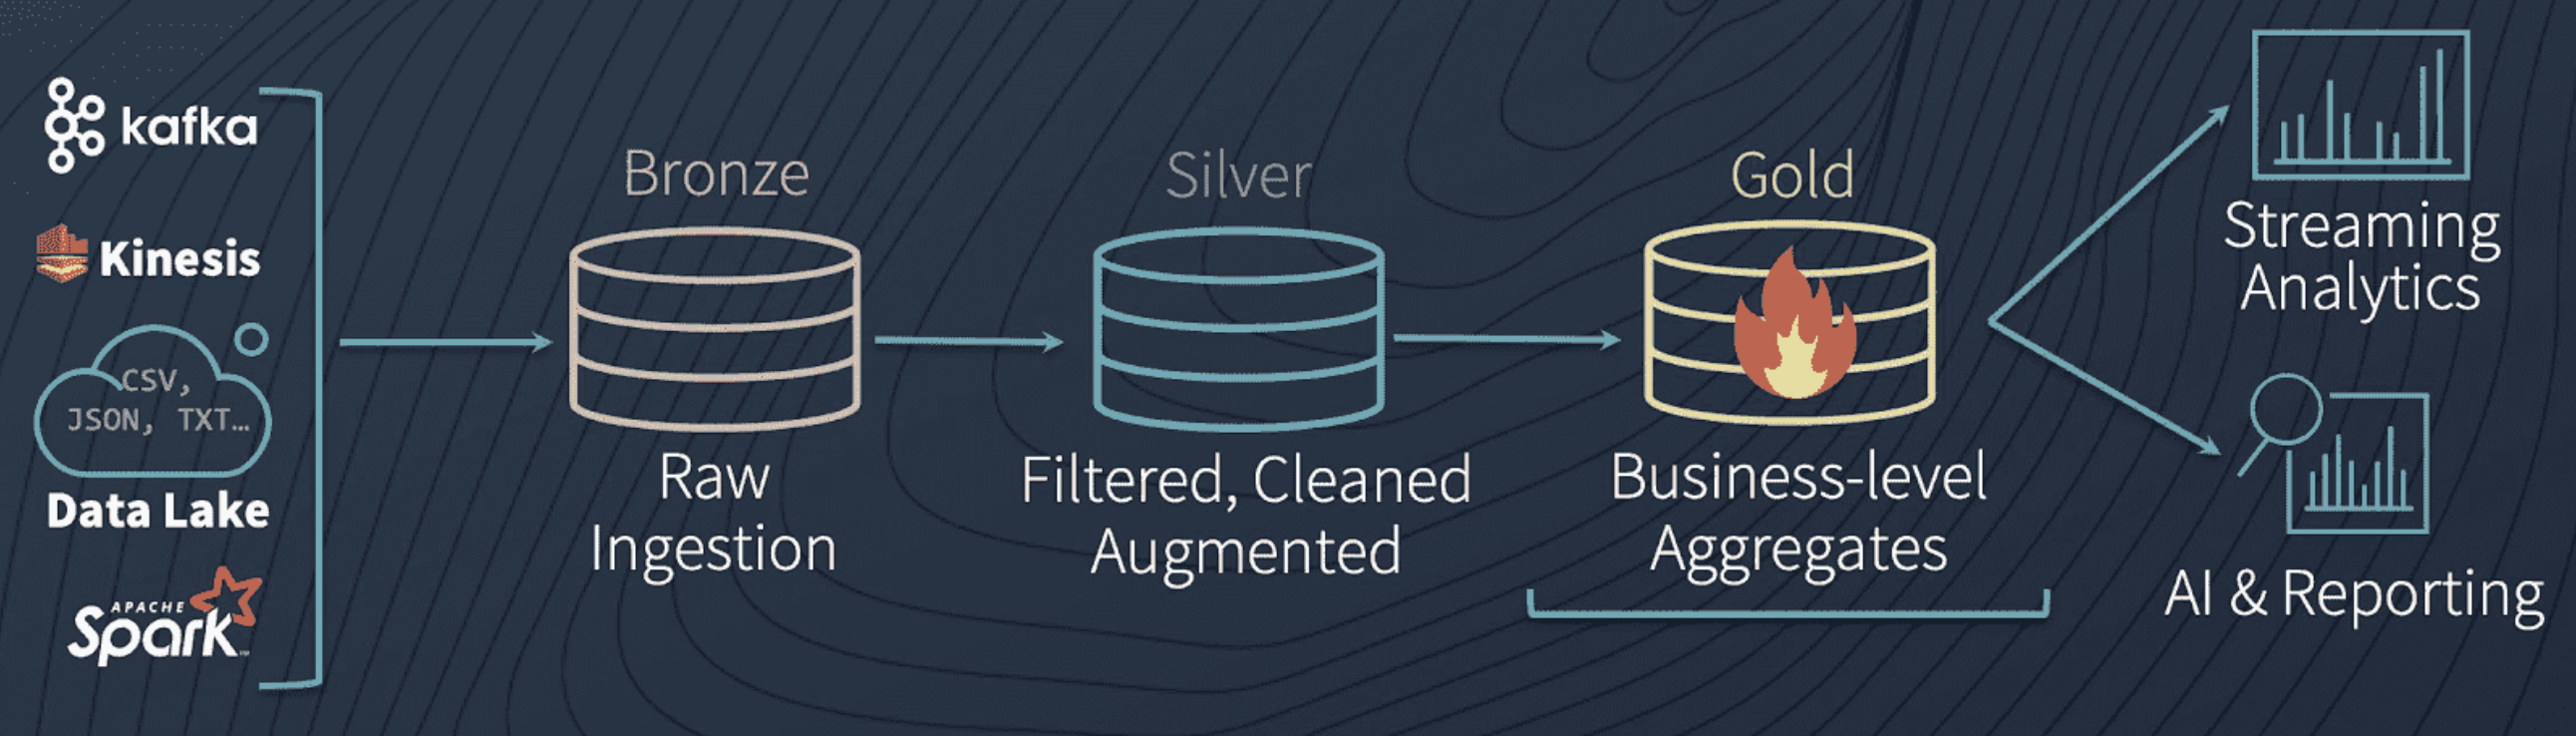 kafka
Kinesis
CSV,
JSON, TXT...
Data Lake
APACHE
Spark™
Bronze
Raw
Ingestion
Silver
Filtered, Cleaned
Augmented
Gold
Business-level
Aggregates
Streaming
Analytics
AI & Reporting